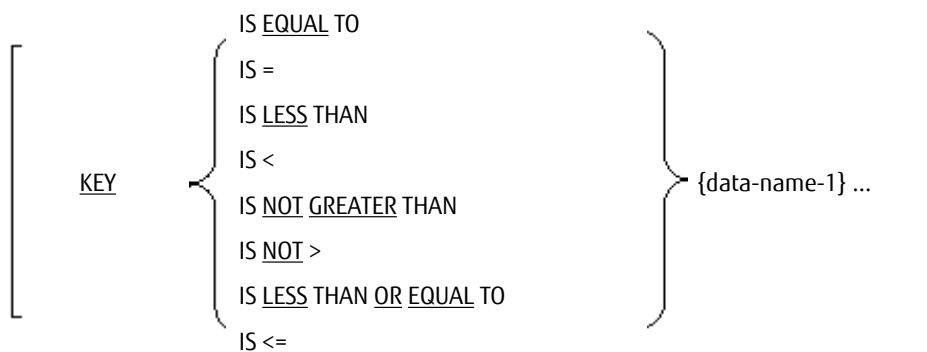 IS EQUAL TO
IS =
IS LESS THAN
IS <
KEY
{data-name-1} ...
IS NOT GREATER THAN
IS NOT >
IS LESS THAN OR EQUAL TO
IS <=